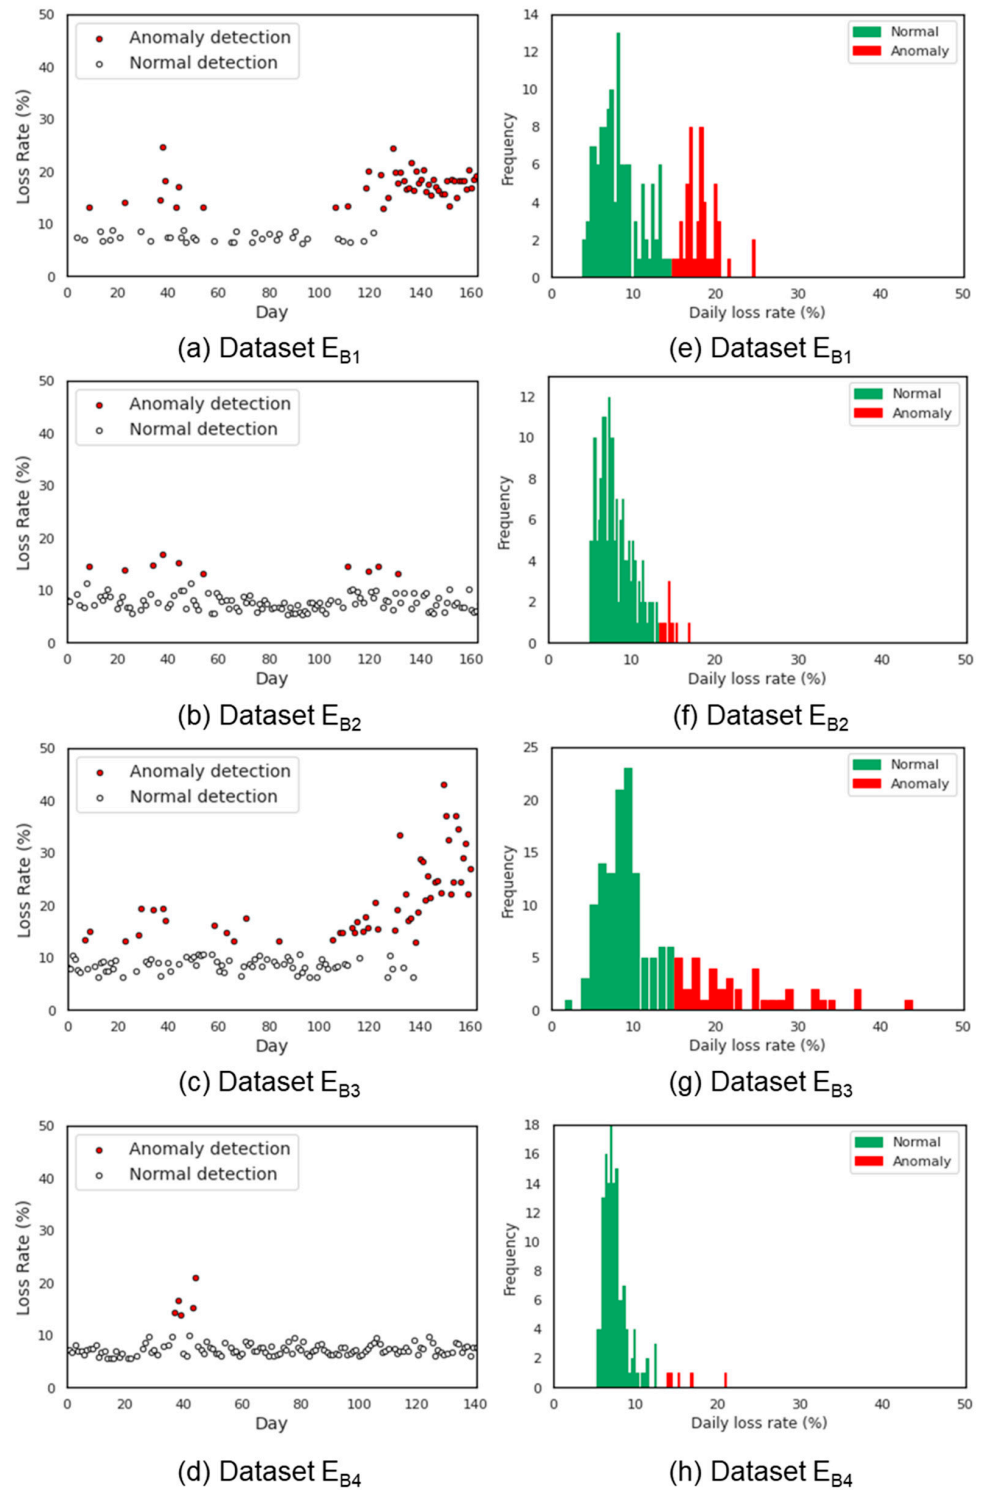 50
40
30
20
10
0
Loss Rate (%)
Anomaly detection
Normal detection
0 20 40 60 80 100 120 140 160
Day
(a) Dataset E_B1
14
12
10
8
6
4
2
0
Frequency
Normal
Anomaly
0 10 20 30 40 50
Daily loss rate (%)
(e) Dataset E_B1
50
40
30
20
10
0
Loss Rate (%)
Anomaly detection
Normal detection
0 20 40 60 80 100 120 140 160
Day
(b) Dataset E_B2
12
10
8
6
4
2
0
Frequency
Normal
Anomaly
0 10 20 30 40 50
Daily loss rate (%)
(f) Dataset E_B2
50
40
30
20
10
0
Loss Rate (%)
Anomaly detection
Normal detection
0 20 40 60 80 100 120 140 160
Day
(c) Dataset E_B3
25
20
15
10
5
0
Frequency
Normal
Anomaly
0 10 20 30 40 50
Daily loss rate (%)
(g) Dataset E_B3
50
40
30
20
10
0
Loss Rate (%)
Anomaly detection
Normal detection
0 20 40 60 80 100 120 140
Day
(d) Dataset E_B4
18
16
14
12
10
8
6
4
2
0
Frequency
Normal
Anomaly
0 10 20 30 40 50
Daily loss rate (%)
(h) Dataset E_B4